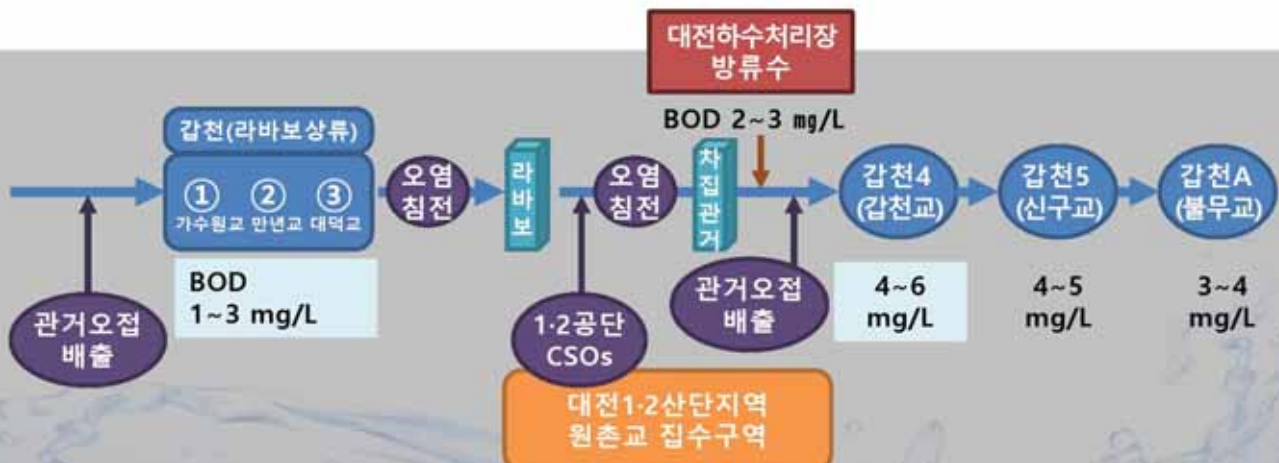 대전하수처리장
방류수
BOD 2~3 ㎎/L
갑천(라바보상류)
① ② ③
가수원교 만년교 대덕교
오염
침전
라
바
보
오염
침전
차
집
관
거
갑천4
(갑천교)
갑천5
(신구교)
갑천A
(불무교)
BOD
1~3 mg/L
관거오접
배출
1·2공단
CSOs
관거오접
배출
4~6
mg/L
4~5
mg/L
3~4
mg/L
대전1·2산단지역
원촌교 집수구역